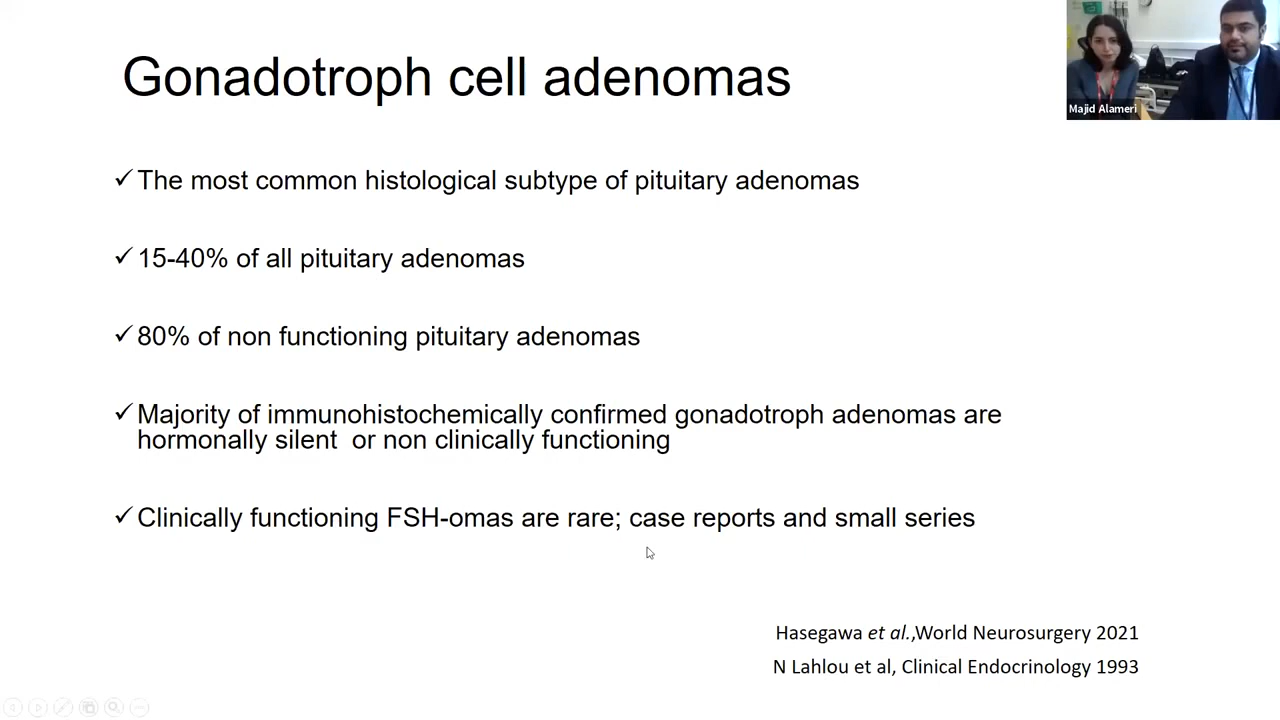 Gonadotroph cell adenomas
Majid Alameri
✓ The most common histological subtype of pituitary adenomas
✓ 15-40% of all pituitary adenomas
✓ 80% of non functioning pituitary adenomas
✓ Majority of immunohistochemically confirmed gonadotroph adenomas are
hormonally silent  or non clinically functioning
✓ Clinically functioning FSH-omas are rare; case reports and small series
Hasegawa et al.,World Neurosurgery 2021
N Lahlou et al, Clinical Endocrinology 1993